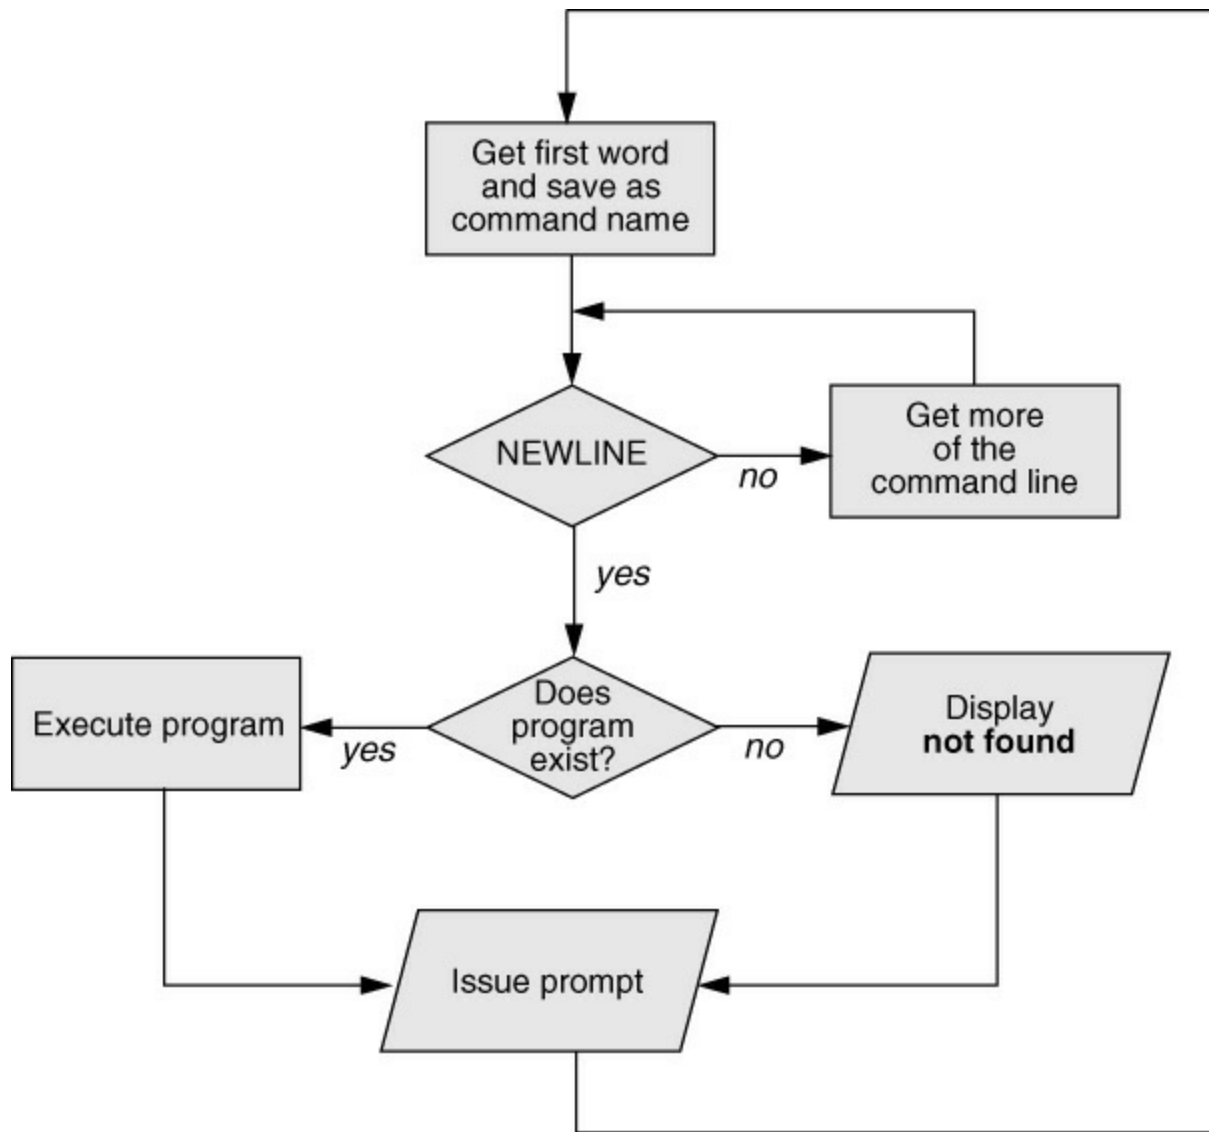 Get first word
and save as
command name
NEWLINE
no
Get more
of the
command line
yes
Does
program
exist?
yes
Execute program
no
Display
not found
Issue prompt